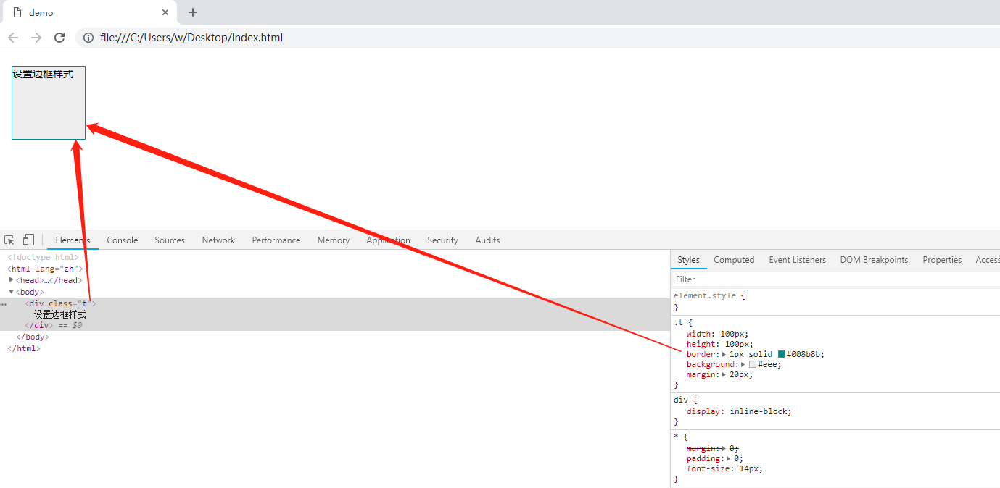 demo
file:///C:/Users/w/Desktop/index.html
设置边框样式
Elements Console Sources Network Performance Memory Application Security Audits
<!doctype html>
<html lang="zh">
<head>…</head>
<body>
<div class="t">
设置边框样式
</div> == $0
</body>
</html>
Styles Computed Event Listeners DOM Breakpoints Properties Access
Filter
element.style {
}
.t {
width: 100px;
height: 100px;
border: 1px solid #008b8b;
background: #eee;
margin: 20px;
}
div {
display: inline-block;
}
* {
margin: 0;
padding: 0;
font-size: 14px;
}